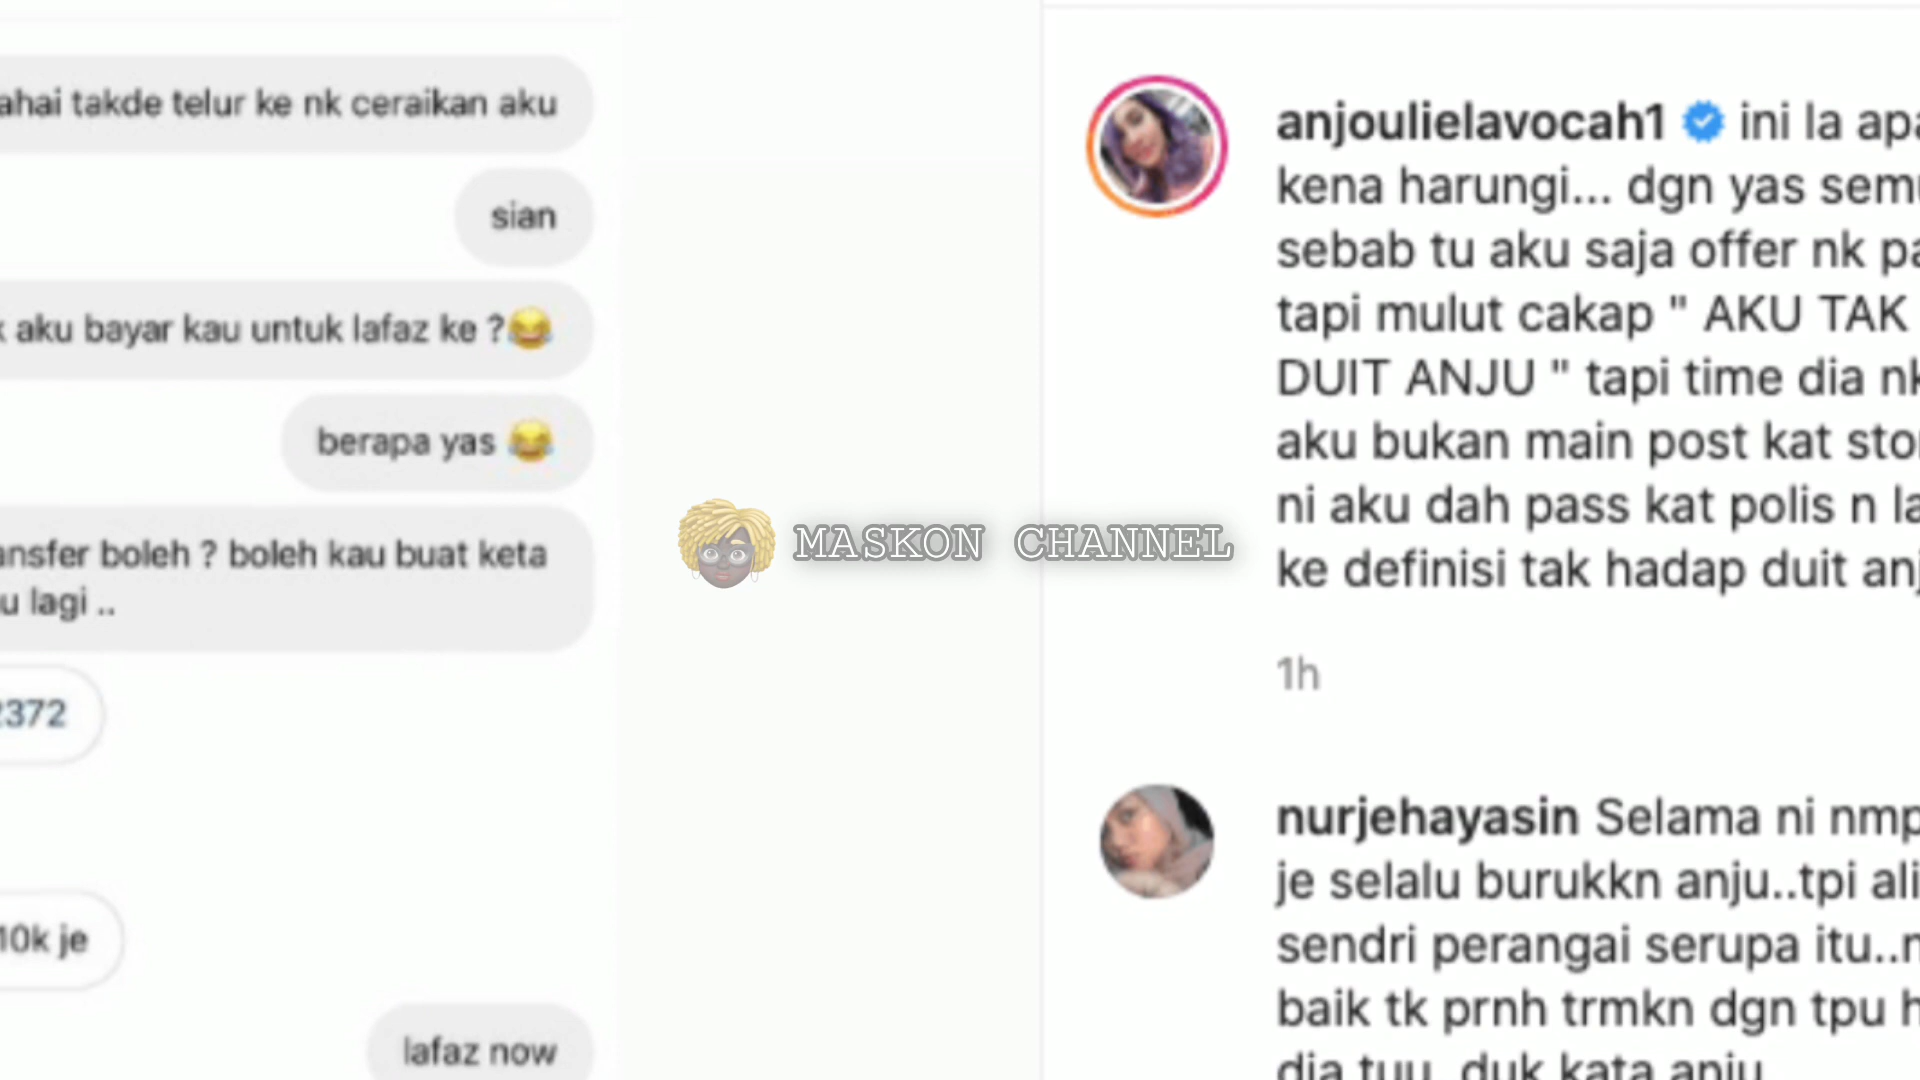 ahai takde telur ke nk ceraikan aku
sian
aku bayar kau untuk lafaz ke ?😂
berapa yas 😂
ansfer boleh ? boleh kau buat keta
u lagi ..
2372
10k je
lafaz now
MASKON CHANNEL
anjoulielavocah1 ini la apa
kena harungi... dgn yas semu
sebab tu aku saja offer nk pa
tapi mulut cakap " AKU TAK
DUIT ANJU " tapi time dia nk
aku bukan main post kat stor
ni aku dah pass kat polis n la
ke definisi tak hadap duit anj
1h
nurjehayasin Selama ni nmp
je selalu burukkn anju..tpi ali
sendri perangai serupa itu..n
baik tk prnh trmkn dgn tpu h
dia tuu duk kata anju